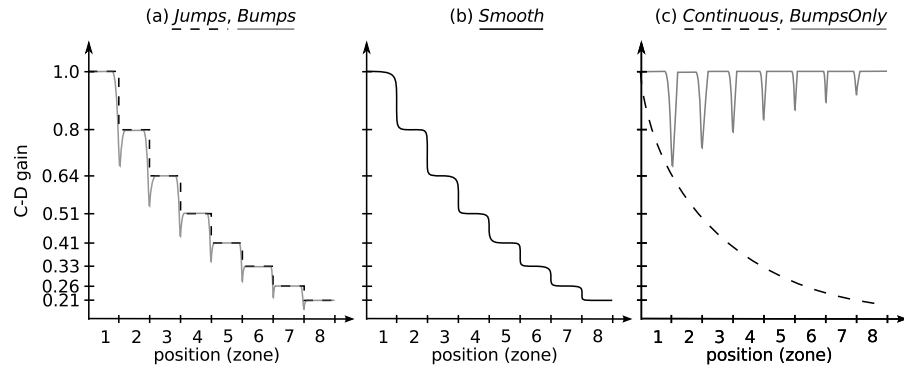 (a) Jumps, Bumps
(b) Smooth
(c) Continuous, BumpsOnly
C-D gain
1.0
0.8
0.64
0.51
0.41
0.33
0.26
0.21
1 2 3 4 5 6 7 8
position (zone)
1 2 3 4 5 6 7 8
position (zone)
1 2 3 4 5 6 7 8
position (zone)